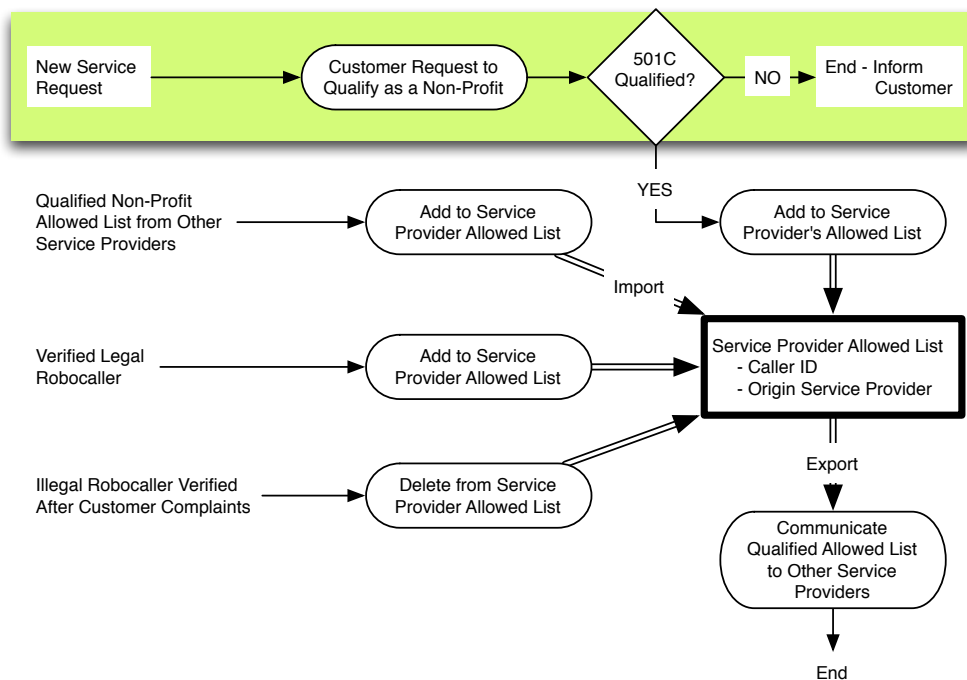 New Service
Request
Customer Request to
Qualify as a Non-Profit
501C
Qualified?
NO
End - Inform
Customer
YES
Qualified Non-Profit
Allowed List from Other
Service Providers
Add to Service
Provider Allowed List
Add to Service
Provider's Allowed List
Import
Verified Legal
Robocaller
Add to Service
Provider Allowed List
Service Provider Allowed List
- Caller ID
- Origin Service Provider
Illegal Robocaller Verified
After Customer Complaints
Delete from Service
Provider Allowed List
Export
Communicate
Qualified Allowed List
to Other Service
Providers
End